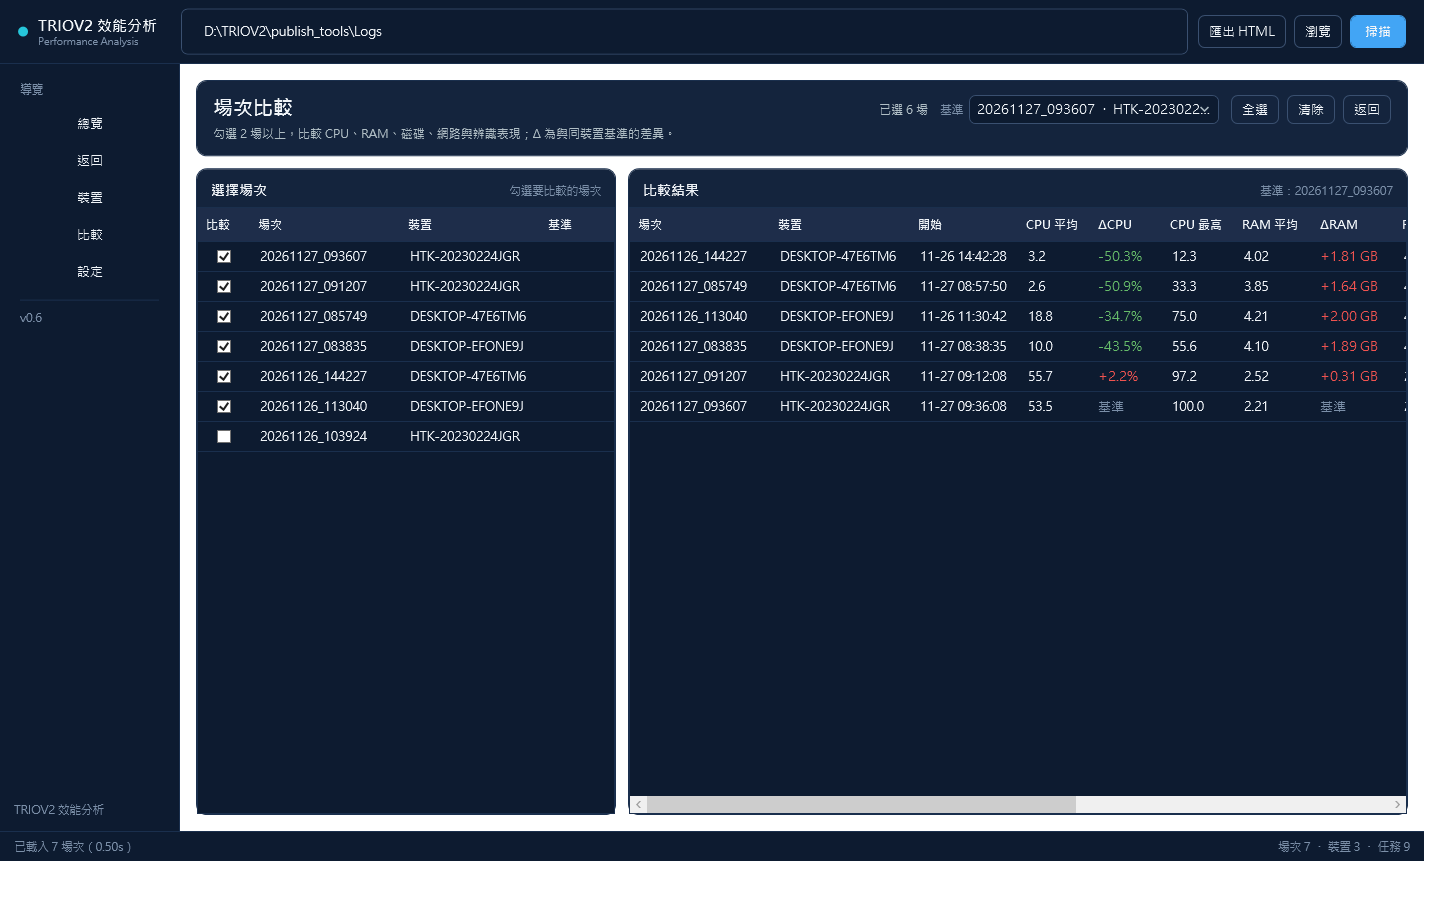 TRIOV2 效能分析
Performance Analysis
D:\TRIOV2\publish_tools\Logs
匯出 HTML
瀏覽
掃描
導覽
總覽
返回
裝置
比較
設定
v0.6
TRIOV2 效能分析
場次比較
勾選 2 場以上，比較 CPU、RAM、磁碟、網路與辨識表現；Δ 為與同裝置基準的差異。
已選 6 場 基準 20261127_093607 · HTK-2023022...
全選
清除
返回
選擇場次 勾選要比較的場次
比較 場次 裝置 基準
20261127_093607 HTK-20230224JGR
20261127_091207 HTK-20230224JGR
20261127_085749 DESKTOP-47E6TM6
20261127_083835 DESKTOP-EFONE9J
20261126_144227 DESKTOP-47E6TM6
20261126_113040 DESKTOP-EFONE9J
20261126_103924 HTK-20230224JGR
比較結果 基準：20261127_093607
場次 裝置 開始 CPU 平均 ΔCPU CPU 最高 RAM 平均 ΔRAM
20261126_144227 DESKTOP-47E6TM6 11-26 14:42:28 3.2 -50.3% 12.3 4.02 +1.81 GB
20261127_085749 DESKTOP-47E6TM6 11-27 08:57:50 2.6 -50.9% 33.3 3.85 +1.64 GB
20261126_113040 DESKTOP-EFONE9J 11-26 11:30:42 18.8 -34.7% 75.0 4.21 +2.00 GB
20261127_083835 DESKTOP-EFONE9J 11-27 08:38:35 10.0 -43.5% 55.6 4.10 +1.89 GB
20261127_091207 HTK-20230224JGR 11-27 09:12:08 55.7 +2.2% 97.2 2.52 +0.31 GB
20261127_093607 HTK-20230224JGR 11-27 09:36:08 53.5 基準 100.0 2.21 基準
已載入 7 場次（0.50s）
場次 7 · 裝置 3 · 任務 9